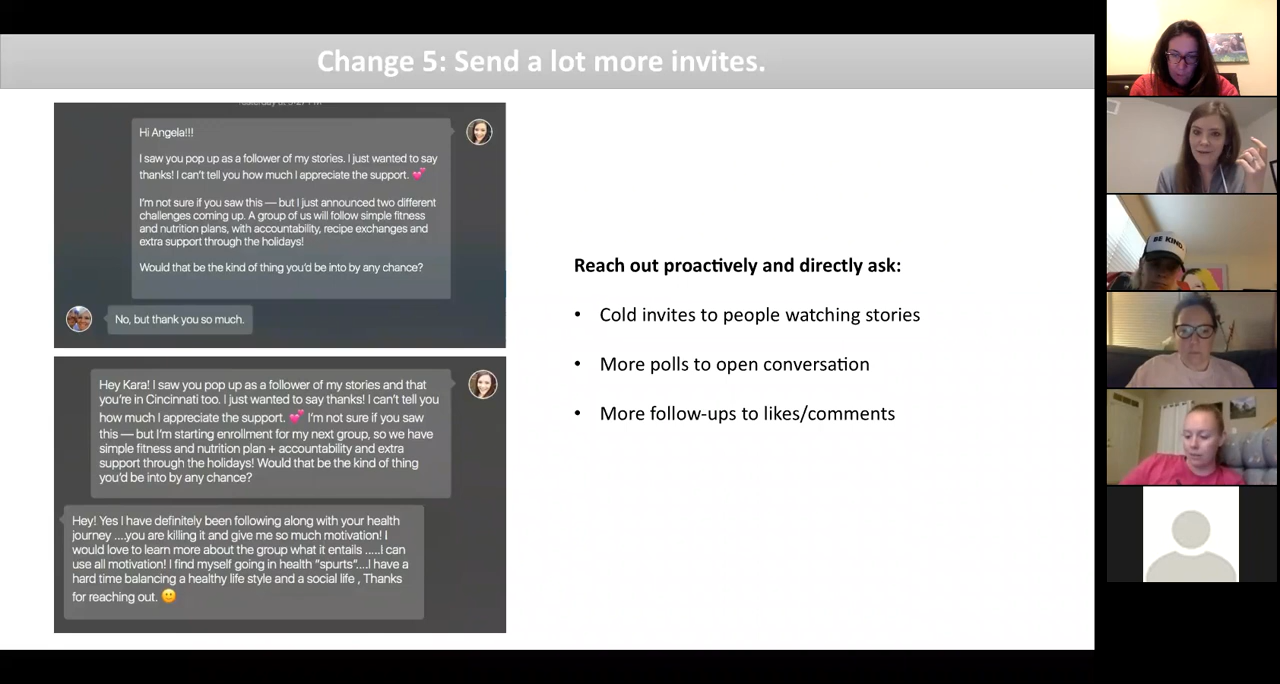 Change 5: Send a lot more invites.
Hi Angela!!!
I saw you pop up as a follower of my stories. I just wanted to say
thanks! I can't tell you how much I appreciate the support. 💕
I'm not sure if you saw this — but I just announced two different
challenges coming up. A group of us will follow simple fitness
and nutrition plans, with accountability, recipe exchanges and
extra support through the holidays!
Would that be the kind of thing you'd be into by any chance?
No, but thank you so much.
Hey Kara! I saw you pop up as a follower of my stories and that
you're in Cincinnati too. I just wanted to say thanks! I can't tell you
how much I appreciate the support. 💕 I'm not sure if you saw
this — but I'm starting enrollment for my next group, so we have
simple fitness and nutrition plan + accountability and extra
support through the holidays! Would that be the kind of thing
you'd be into by any chance?
Hey! Yes I have definitely been following along with your health
journey ....you are killing it and give me so much motivation! I
would love to learn more about the group what it entails .....I can
use all motivation! I find myself going in health "spurts"....I have a
hard time balancing a healthy life style and a social life , Thanks
for reaching out. 🙂
Reach out proactively and directly ask:
• Cold invites to people watching stories
• More polls to open conversation
• More follow-ups to likes/comments
BE KIND.